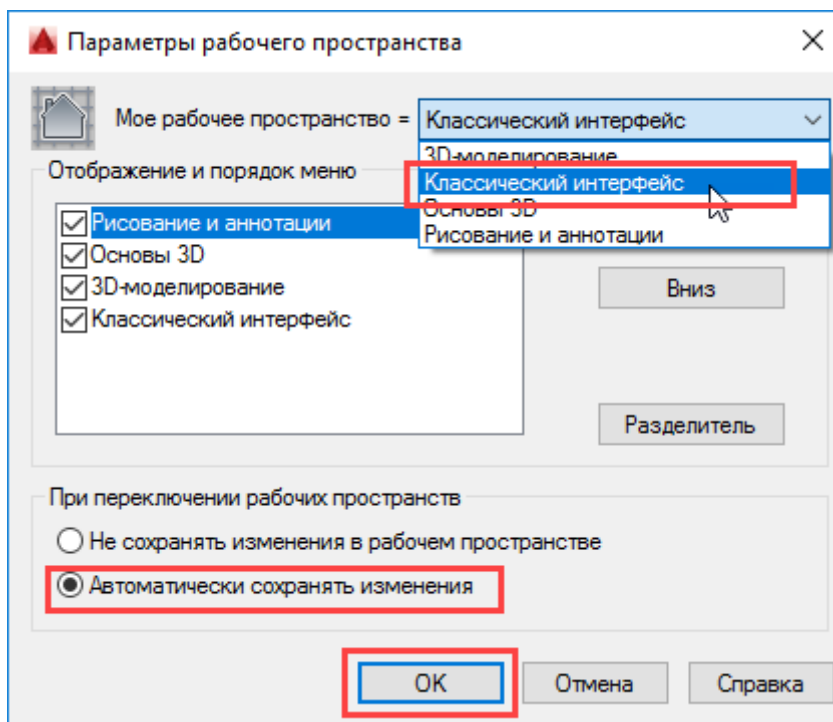 Параметры рабочего пространства
Мое рабочее пространство = Классический интерфейс
3D-моделирование
Классический интерфейс
Основы 3D
Рисование и аннотации
Отображение и порядок меню
Рисование и аннотации
Основы 3D
3D-моделирование
Классический интерфейс
Вниз
Разделитель
При переключении рабочих пространств
Не сохранять изменения в рабочем пространстве
Автоматически сохранять изменения
OK
Отмена
Справка